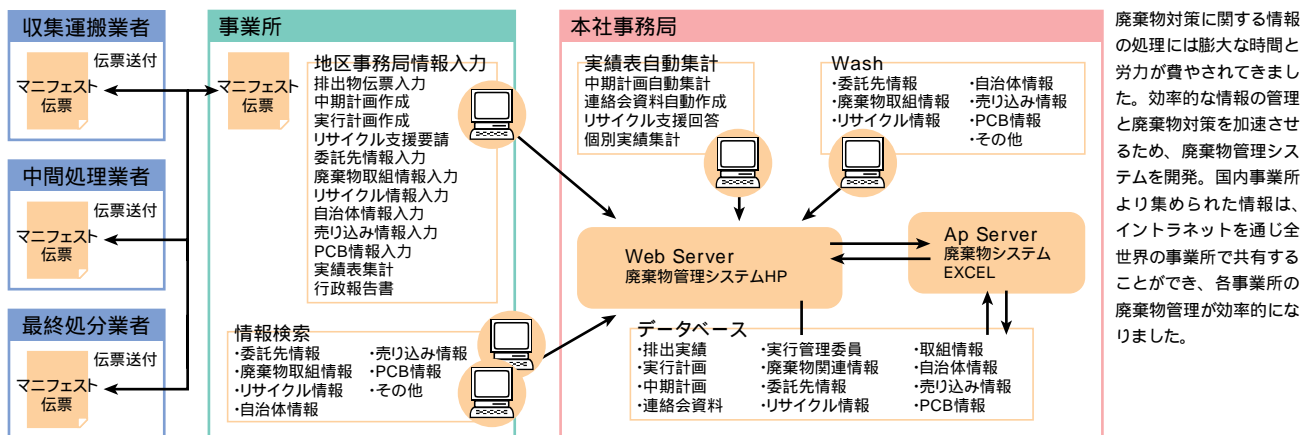 収集運搬業者
伝票送付
マニフェスト
伝票
中間処理業者
伝票送付
マニフェスト
伝票
最終処分業者
伝票送付
マニフェスト
伝票
事業所
マニフェスト
伝票
地区事務局情報入力
排出物伝票入力
中期計画作成
実行計画作成
リサイクル支援要請
委託先情報入力
廃棄物取組情報入力
リサイクル情報入力
自治体情報入力
売り込み情報入力
PCB情報入力
実績表集計
行政報告書
情報検索
・委託先情報
・廃棄物取組情報
・リサイクル情報
・自治体情報
・売り込み情報
・PCB情報
・その他
本社事務局
実績表自動集計
中期計画自動集計
連絡会資料自動作成
リサイクル支援回答
個別実績集計
Wash
・委託先情報
・廃棄物取組情報
・リサイクル情報
・自治体情報
・売り込み情報
・PCB情報
・その他
Web Server
廃棄物管理システムHP
Ap Server
廃棄物システム
EXCEL
データベース
・排出実績
・実行計画
・中期計画
・連絡会資料
・実行管理委員
・廃棄物関連情報
・委託先情報
・リサイクル情報
・取組情報
・自治体情報
・売り込み情報
・PCB情報
廃棄物対策に関する情報
の処理には膨大な時間と
労力が費やされてきまし
た。効率的な情報の管理
と廃棄物対策を加速させ
るため、廃棄物管理シス
テムを開発。国内事業所
より集められた情報は、
イントラネットを通じ全
世界の事業所で共有する
ことができ、各事業所の
廃棄物管理が効率的にな
りました。